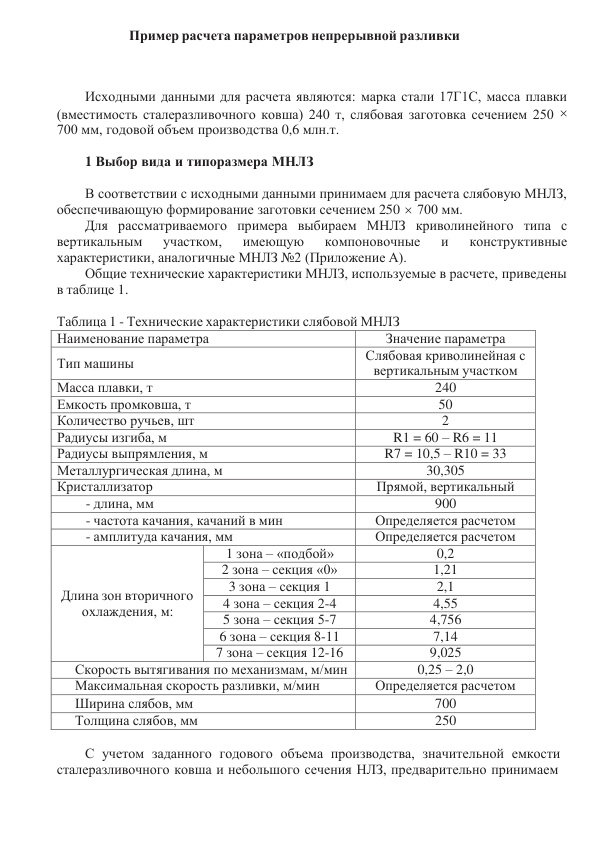 Пример расчета параметров непрерывной разливки
Исходными данными для расчета являются: марка стали 17Г1С, масса плавки
(вместимость сталеразливочного ковша) 240 т, слябовая заготовка сечением 250 ×
700 мм, годовой объем производства 0,6 млн.т.
1 Выбор вида и типоразмера МНЛЗ
В соответствии с исходными данными принимаем для расчета слябовую МНЛЗ,
обеспечивающую формирование заготовки сечением 250 × 700 мм.
Для рассматриваемого примера выбираем МНЛЗ криволинейного типа с
вертикальным участком, имеющую компоновочные и конструктивные
характеристики, аналогичные МНЛЗ №2 (Приложение А).
Общие технические характеристики МНЛЗ, используемые в расчете, приведены
в таблице 1.
Таблица 1 - Технические характеристики слябовой МНЛЗ
Наименование параметра Значение параметра
Тип машины Слябовая криволинейная с
вертикальным участком
Масса плавки, т 240
Емкость промковша, т 50
Количество ручьев, шт 2
Радиусы изгиба, м R1 = 60 – R6 = 11
Радиусы выпрямления, м R7 = 10,5 – R10 = 33
Металлургическая длина, м 30,305
Кристаллизатор Прямой, вертикальный
- длина, мм 900
- частота качания, качаний в мин Определяется расчетом
- амплитуда качания, мм Определяется расчетом
Длина зон вторичного
охлаждения, м:
1 зона – «подбой» 0,2
2 зона – секция «0» 1,21
3 зона – секция 1 2,1
4 зона – секция 2-4 4,55
5 зона – секция 5-7 4,756
6 зона – секция 8-11 7,14
7 зона – секция 12-16 9,025
Скорость вытягивания по механизмам, м/мин 0,25 – 2,0
Максимальная скорость разливки, м/мин Определяется расчетом
Ширина слябов, мм 700
Толщина слябов, мм 250
С учетом заданного годового объема производства, значительной емкости
сталеразливочного ковша и небольшого сечения НЛЗ, предварительно принимаем